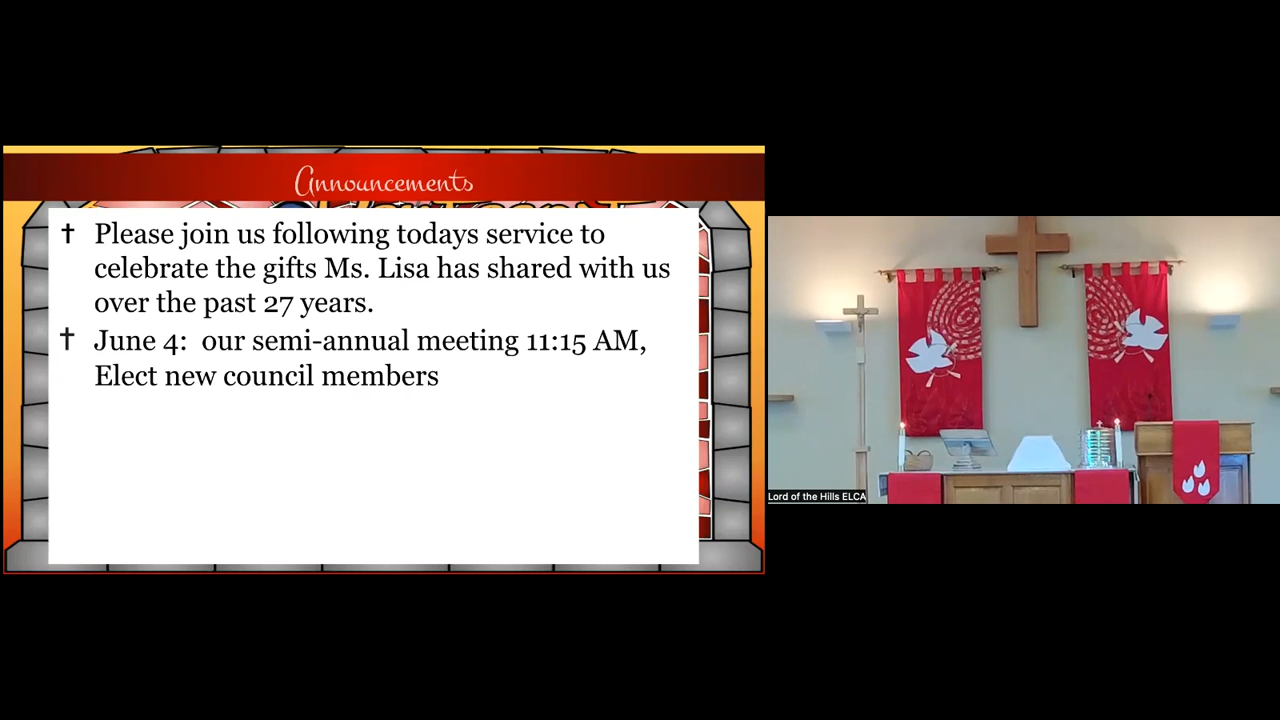 Announcements
† Please join us following todays service to
celebrate the gifts Ms. Lisa has shared with us
over the past 27 years.
† June 4:  our semi-annual meeting 11:15 AM,
Elect new council members
Lord of the Hills ELCA